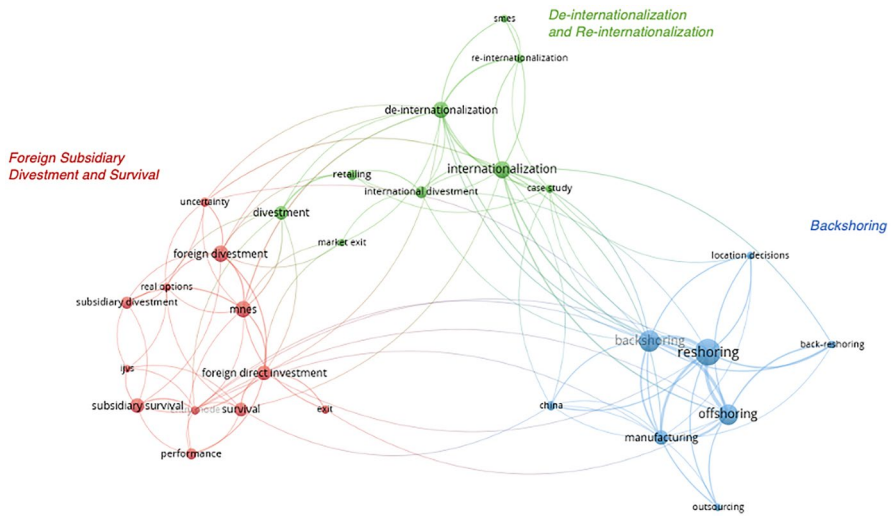 smes
De-internationalization
and Re-internationalization
re-internationalization
de-internationalization
Foreign Subsidiary
Divestment and Survival
internationalization
retailing
case study
international divestment
uncertainty
divestment
Backshoring
market exit
foreign divestment
location decisions
real options
subsidiary divestment
mnes
backshoring
reshoring
back-reshoring
ijvs
foreign direct investment
subsidiary survival
mode
survival
exit
china
offshoring
manufacturing
performance
outsourcing